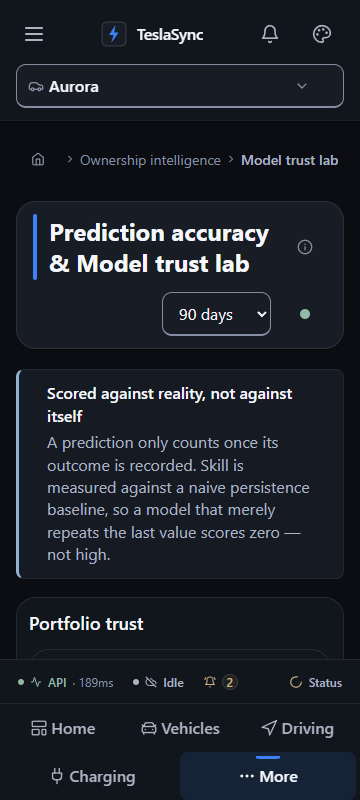 TeslaSync
Aurora
Ownership intelligence
Model trust lab
Prediction accuracy
& Model trust lab
90 days
Scored against reality, not against
itself
A prediction only counts once its
outcome is recorded. Skill is
measured against a naive persistence
baseline, so a model that merely
repeats the last value scores zero —
not high.
Portfolio trust
API · 189ms
Idle
2
Status
Home
Vehicles
Driving
Charging
More